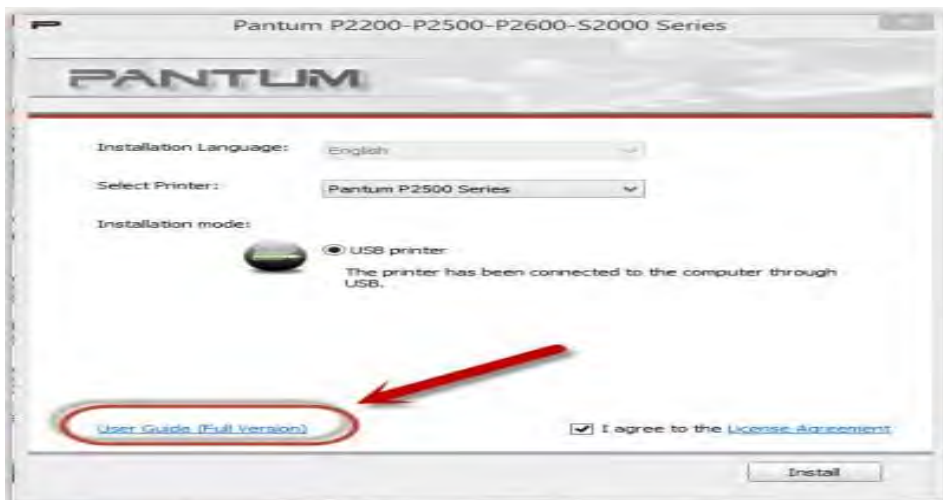 Pantum P2200-P2500-P2600-S2000 Series
PANTUM
Installation Language:
English
Select Printer:
Pantum P2500 Series
Installation mode:
USB printer
The printer has been connected to the computer through
USB.
User Guide (Full Version)
I agree to the License Agreement
Install